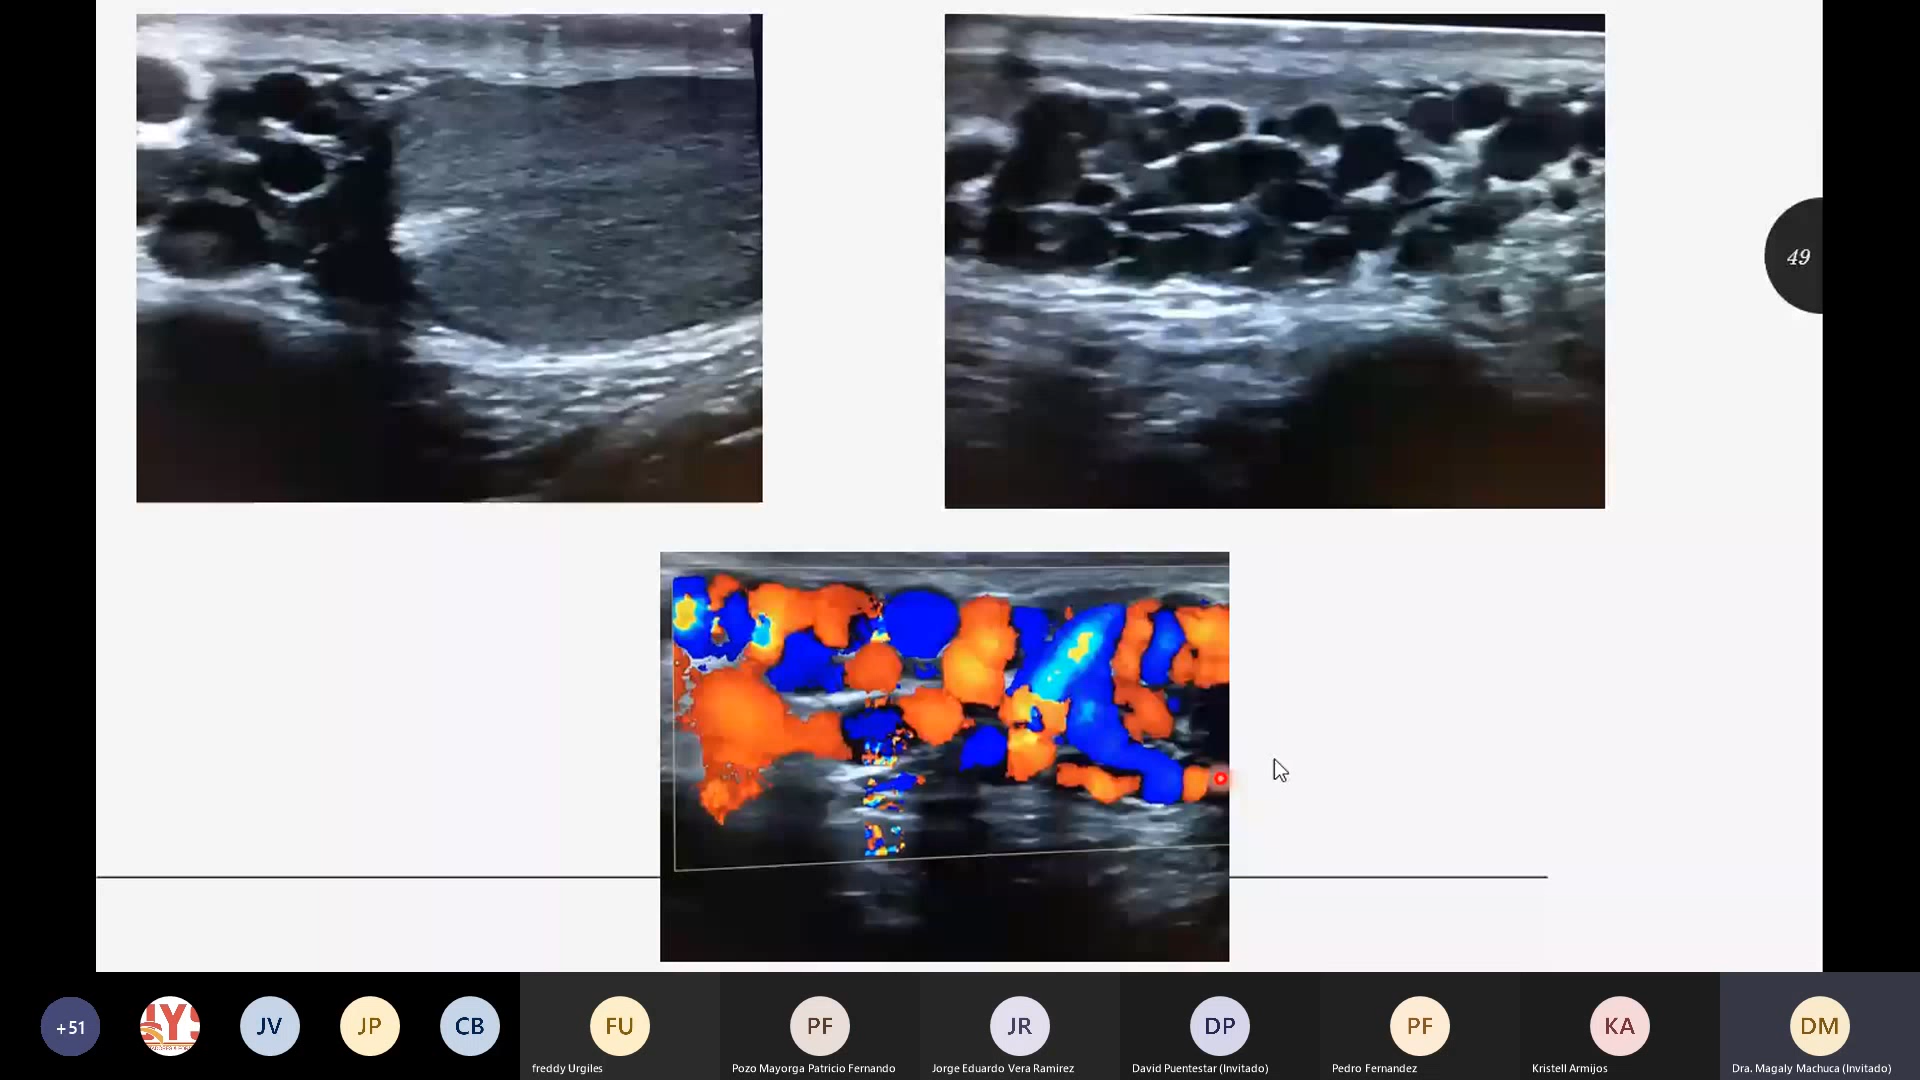 49
+51
JV
JP
CB
FU
PF
JR
DP
PF
KA
DM
freddy Urgiles
Pozo Mayorga Patricio Fernando
Jorge Eduardo Vera Ramirez
David Puentestar (Invitado)
Pedro Fernandez
Kristell Armijos
Dra. Magaly Machuca (Invitado)